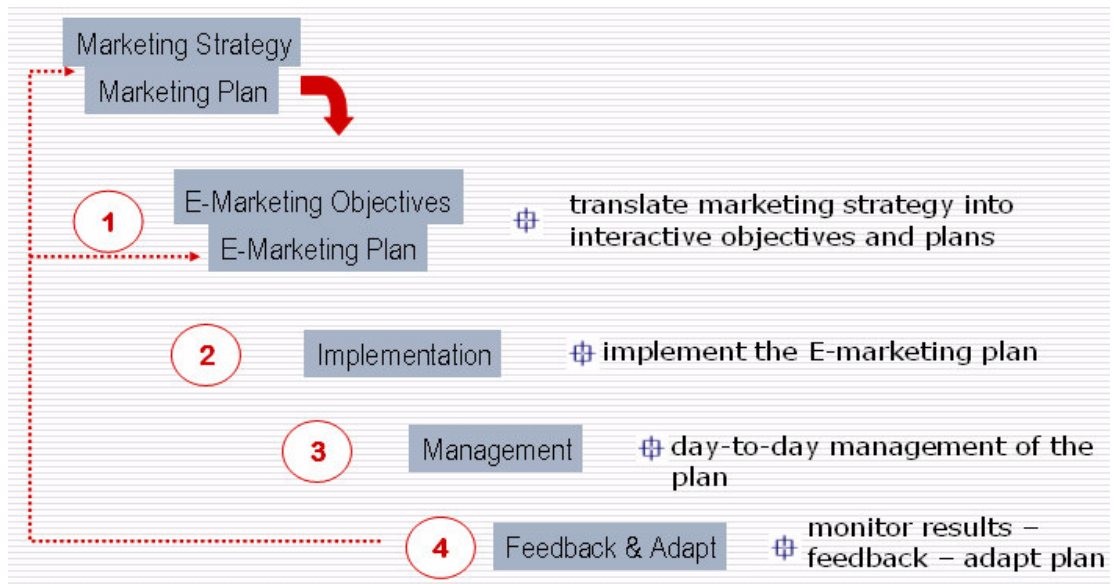 Marketing Strategy
Marketing Plan
1
E-Marketing Objectives
E-Marketing Plan
translate marketing strategy into
interactive objectives and plans
2
Implementation
implement the E-marketing plan
3
Management
day-to-day management of the
plan
4
Feedback & Adapt
monitor results –
feedback – adapt plan